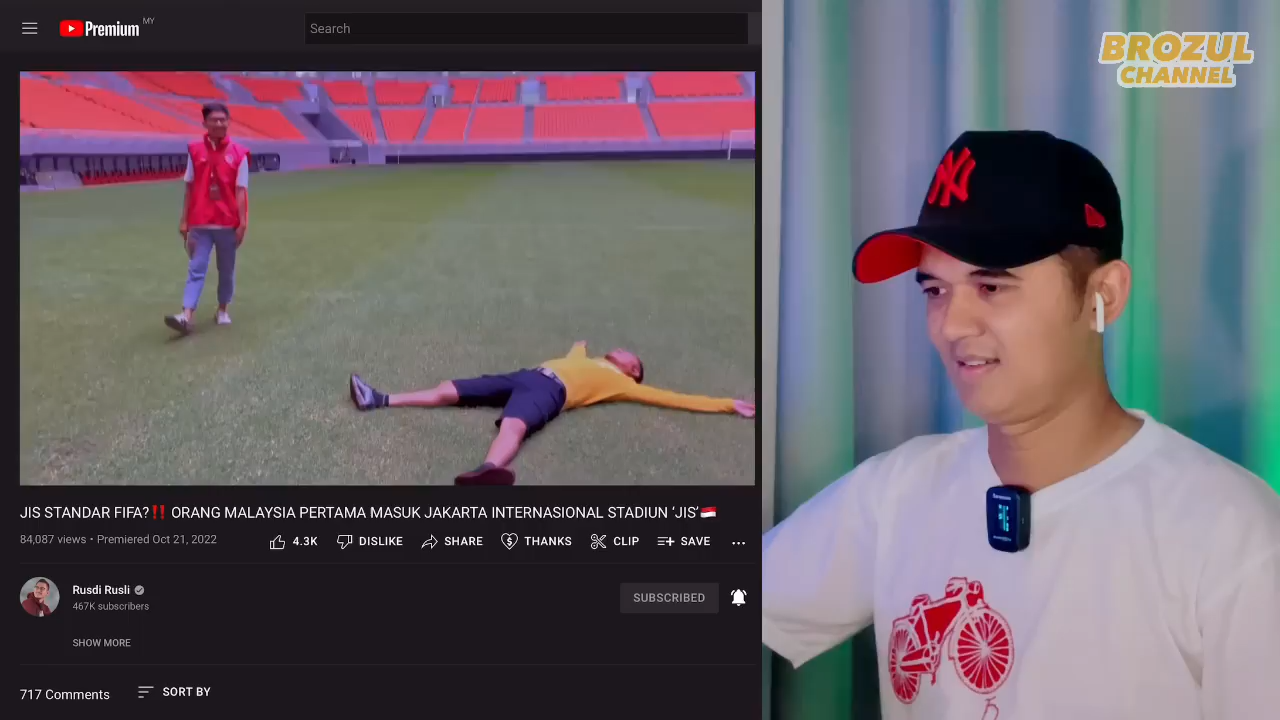 Premium MY
Search
BROZUL
CHANNEL
NY
JIS STANDAR FIFA?‼️ ORANG MALAYSIA PERTAMA MASUK JAKARTA INTERNASIONAL STADIUN ‘JIS’🇮🇩
84,087 views • Premiered Oct 21, 2022
4.3K DISLIKE SHARE THANKS CLIP SAVE ...
Rusdi Rusli
467K subscribers
SUBSCRIBED
SHOW MORE
717 Comments SORT BY